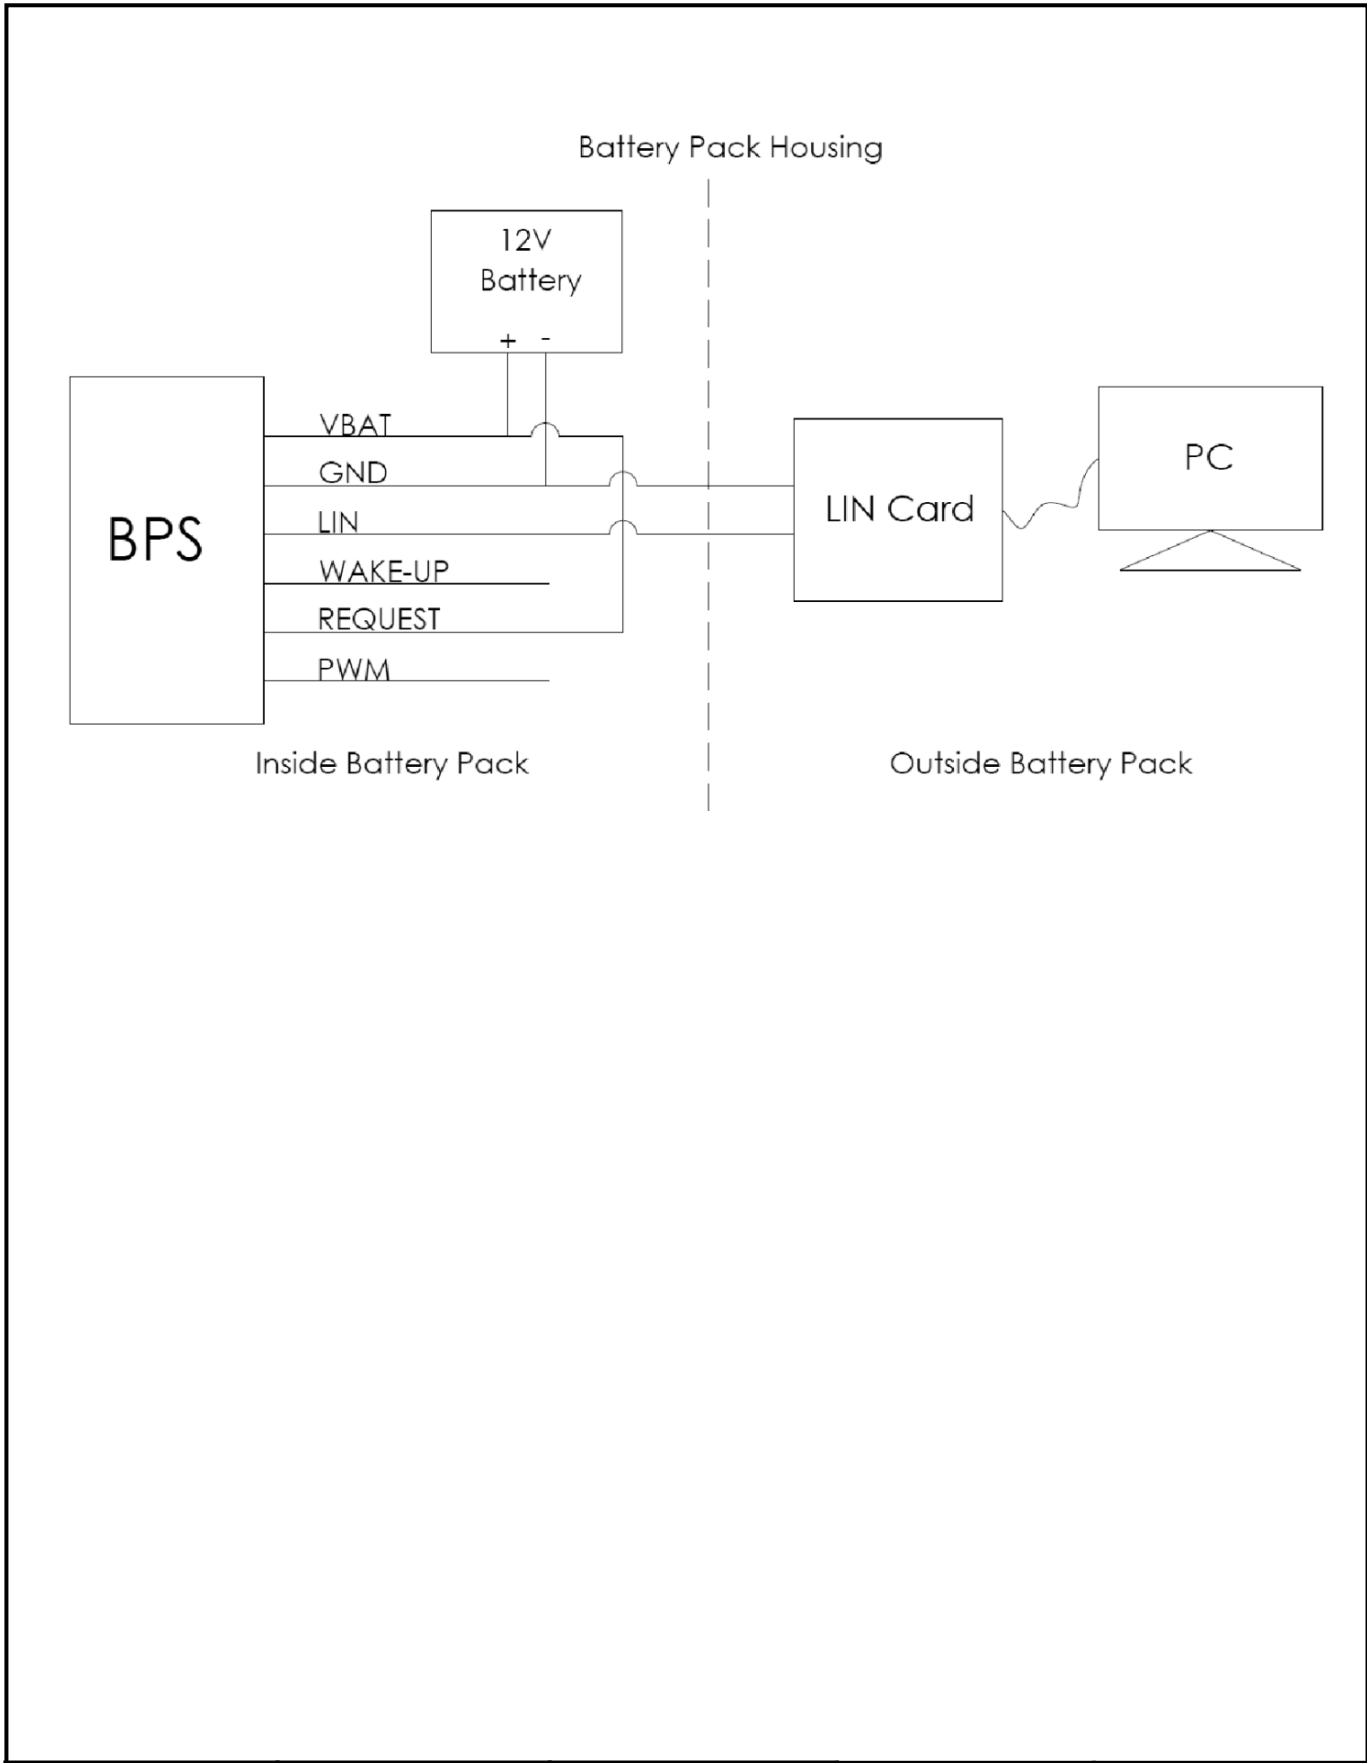 Battery Pack Housing
12V
Battery
+ -
VBAT
GND
LIN
WAKE-UP
REQUEST
PWM
BPS
LIN Card
PC
Inside Battery Pack
Outside Battery Pack